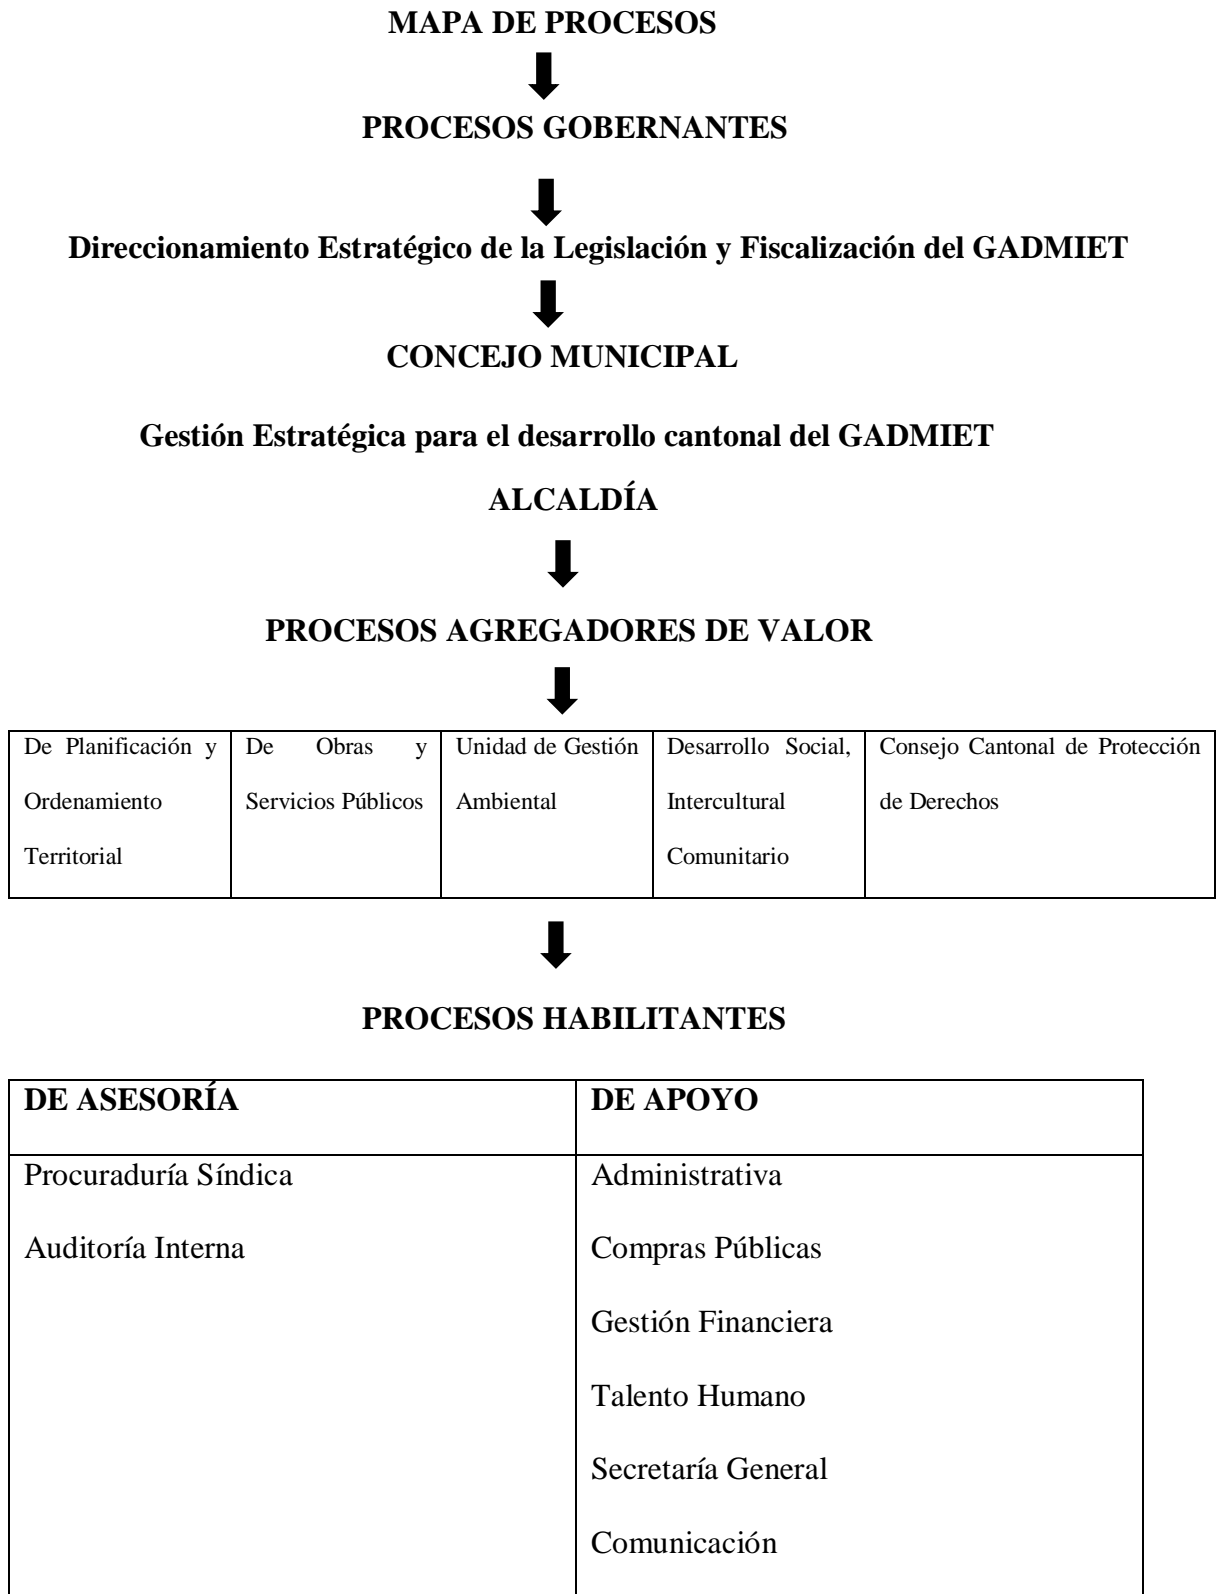 MAPA DE PROCESOS
PROCESOS GOBERNANTES
Direccionamiento Estratégico de la Legislación y Fiscalización del GADMIET
CONCEJO MUNICIPAL
Gestión Estratégica para el desarrollo cantonal del GADMIET
ALCALDÍA
PROCESOS AGREGADORES DE VALOR
De Planificación y
Ordenamiento
Territorial
De Obras y
Servicios Públicos
Unidad de Gestión
Ambiental
Desarrollo Social,
Intercultural
Comunitario
Consejo Cantonal de Protección
de Derechos
PROCESOS HABILITANTES
DE ASESORÍA
DE APOYO
Procuraduría Síndica
Auditoría Interna
Administrativa
Compras Públicas
Gestión Financiera
Talento Humano
Secretaría General
Comunicación